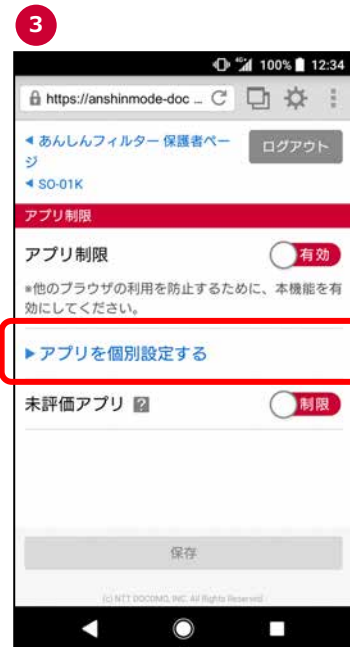 3
100% 12:34
https://anshinmode-doc ...
◀ あんしんフィルター 保護者ページ
ログアウト
◀ SO-01K
アプリ制限
アプリ制限
有効
※他のブラウザの利用を防止するために、本機能を有
効にしてください。
▶アプリを個別設定する
未評価アプリ ?
制限
保存
(c) NTT DOCOMO, INC. All Rights Reserved.